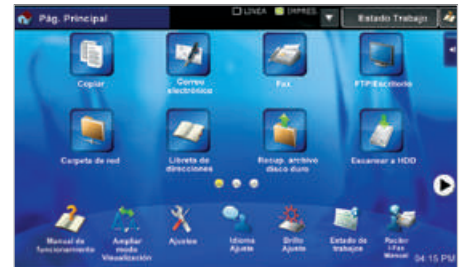 Pág. Principal
LÍNEA
IMPRES.
Estado Trabajo
Copiar
Correo
electrónico
Fax
FTP/Escritorio
Carpeta de red
Libreta de
direcciones
Recup. archivo
disco duro
Escanear a HDD
Manual de
funcionamiento
Ampliar
modo
Visualización
Ajustes
Idioma
Ajuste
Brillo
Ajuste
Estado de
trabajos
Recibir
I-Fax
Manual
04:15 PM